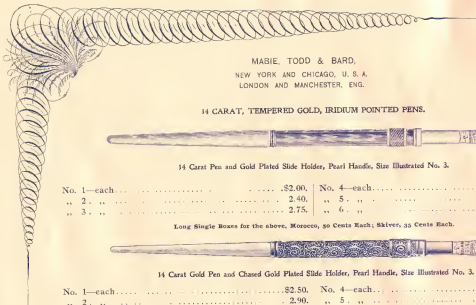 MABIE, TODD & BARD,
NEW YORK AND CHICAGO, U. S. A.
LONDON AND MANCHESTER, ENG.
14 CARAT, TEMPERED GOLD, IRIDIUM POINTED PENS.
14 Carat Pen and Gold Plated Slide Holder, Pearl Handle, Size Illustrated No. 3.
No. 1—each . . . . . . $2.00. No. 4—each . . . .
„ 2 . „ . . . . . . 2.40. „ 5 . „ . . . .
„ 3 . „ . . . . . . 2.75. „ 6 . „ . . . .
Long Single Boxes for the above, Morocco, 50 Cents Each; Skiver, 35 Cents Each.
14 Carat Gold Pen and Chased Gold Plated Slide Holder, Pearl Handle, Size Illustrated No. 3.
No. 1—each . . . . . . $2.50. No. 4—each . . . .
„ 2 . „ . . . . . . 2.90. „ 5 . „ . . . .